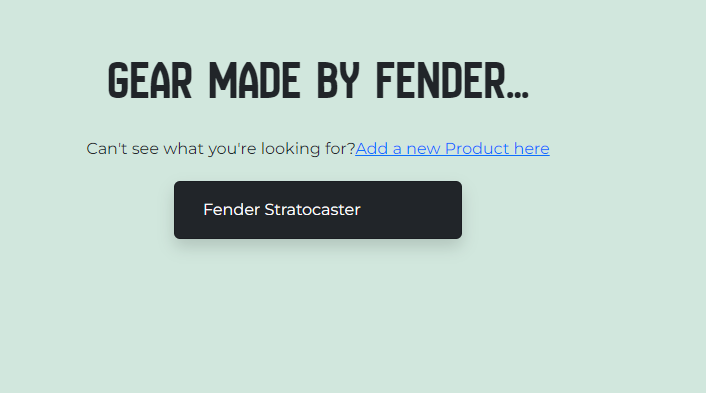 GEAR MADE BY FENDER...
Can't see what you're looking for?Add a new Product here
Fender Stratocaster